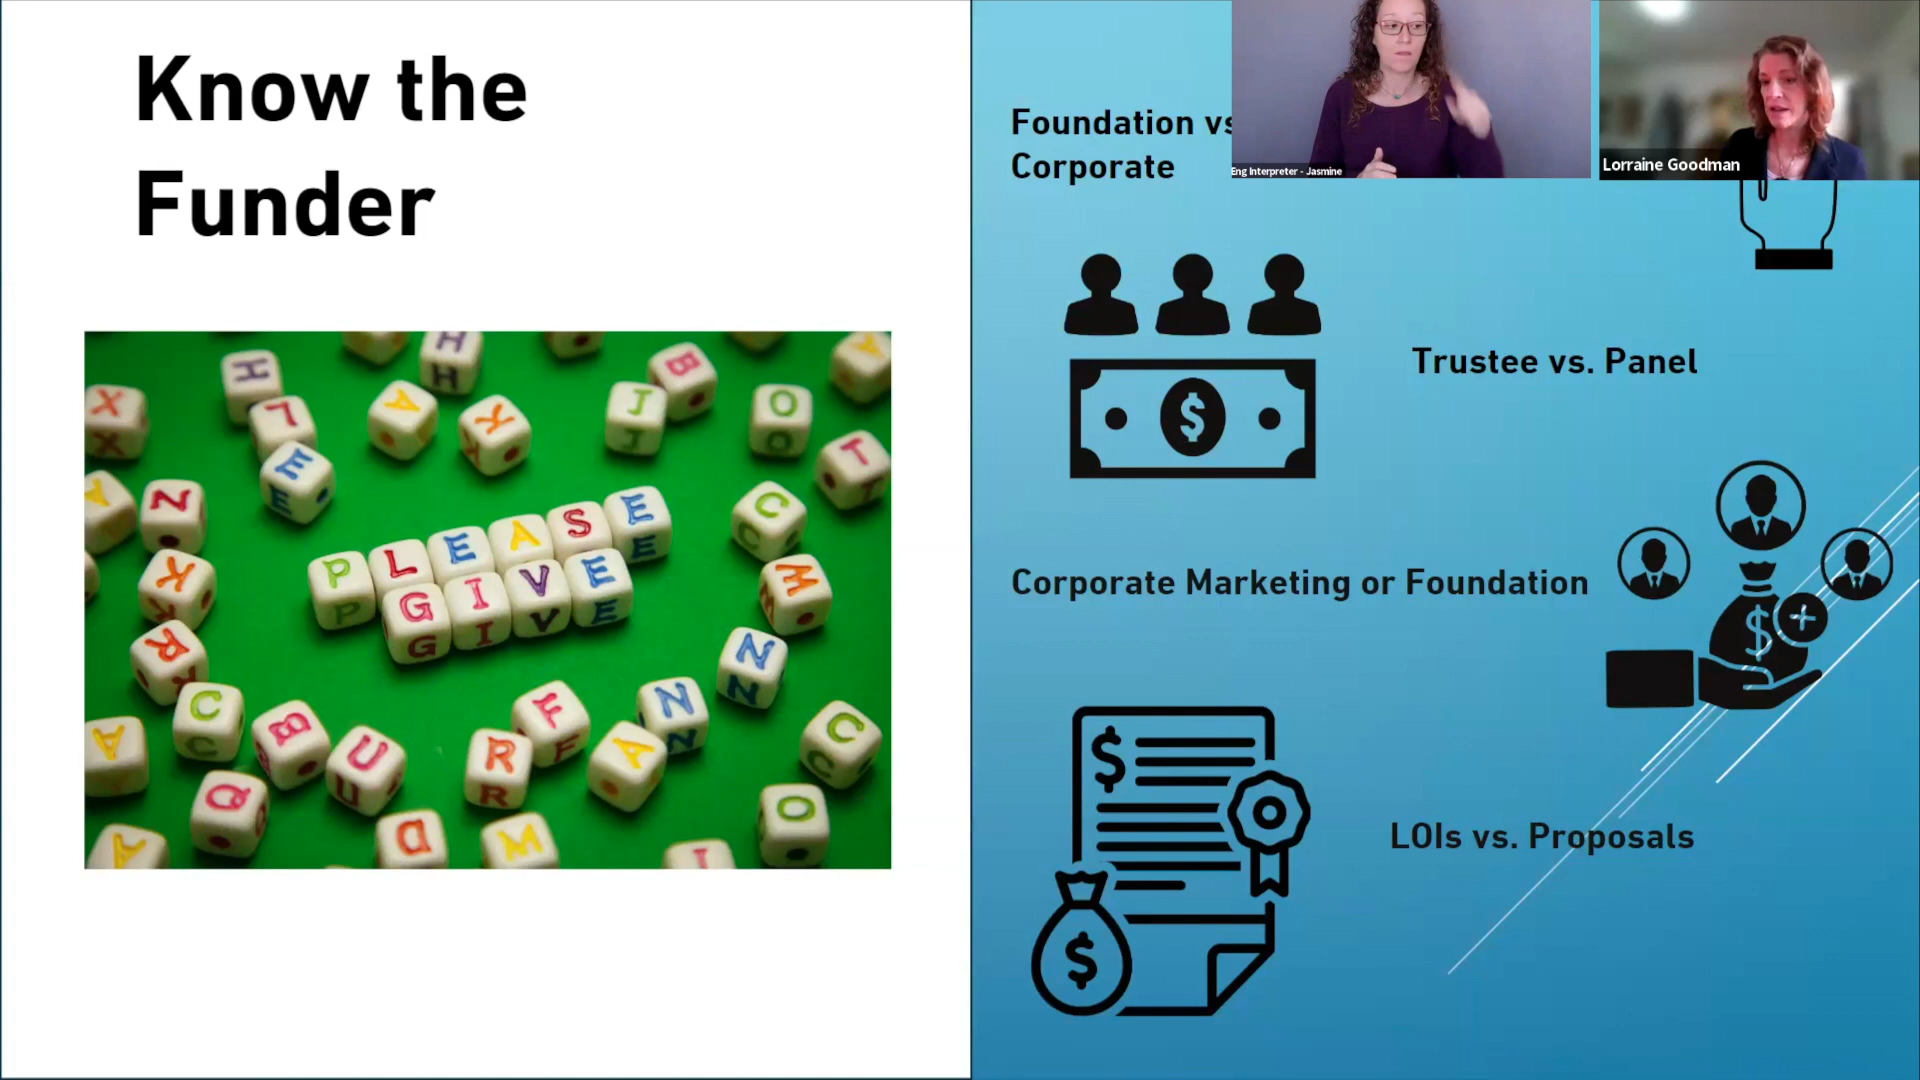 Know the
Funder
PLEASE
GIVE
Foundation vs
Corporate
Eng Interpreter - Jasmine
Lorraine Goodman
Trustee vs. Panel
Corporate Marketing or Foundation
LOIs vs. Proposals